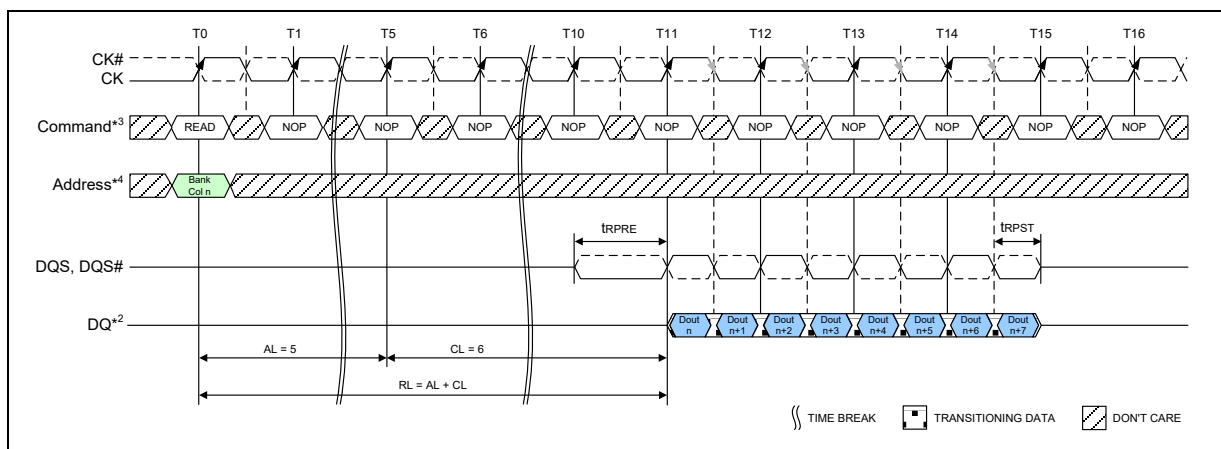 T0 T1 T5 T6 T10 T11 T12 T13 T14 T15 T16
CK#
CK
Command*3 READ NOP NOP NOP NOP NOP NOP NOP NOP NOP NOP
Address*4 Bank Col n
tRPRE tRPST
DQS, DQS#
DQ*2 Dout n Dout n+1 Dout n+2 Dout n+3 Dout n+4 Dout n+5 Dout n+6 Dout n+7
AL = 5 CL = 6
RL = AL + CL
TIME BREAK TRANSITIONING DATA DON'T CARE